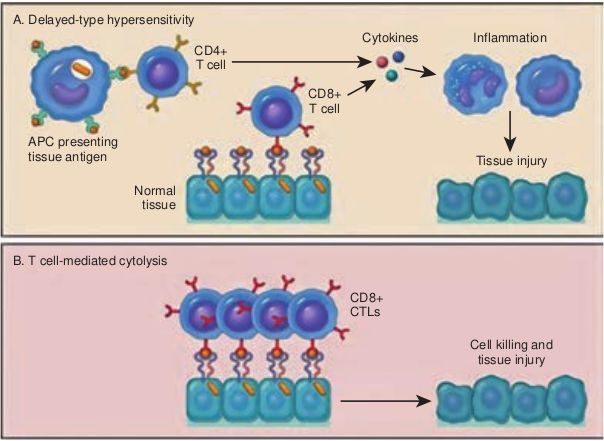 A. Delayed-type hypersensitivity
CD4+
T cell
Cytokines
Inflammation
CD8+
T cell
APC presenting
tissue antigen
Normal
tissue
Tissue injury
B. T cell-mediated cytolysis
CD8+
CTLs
Cell killing and
tissue injury